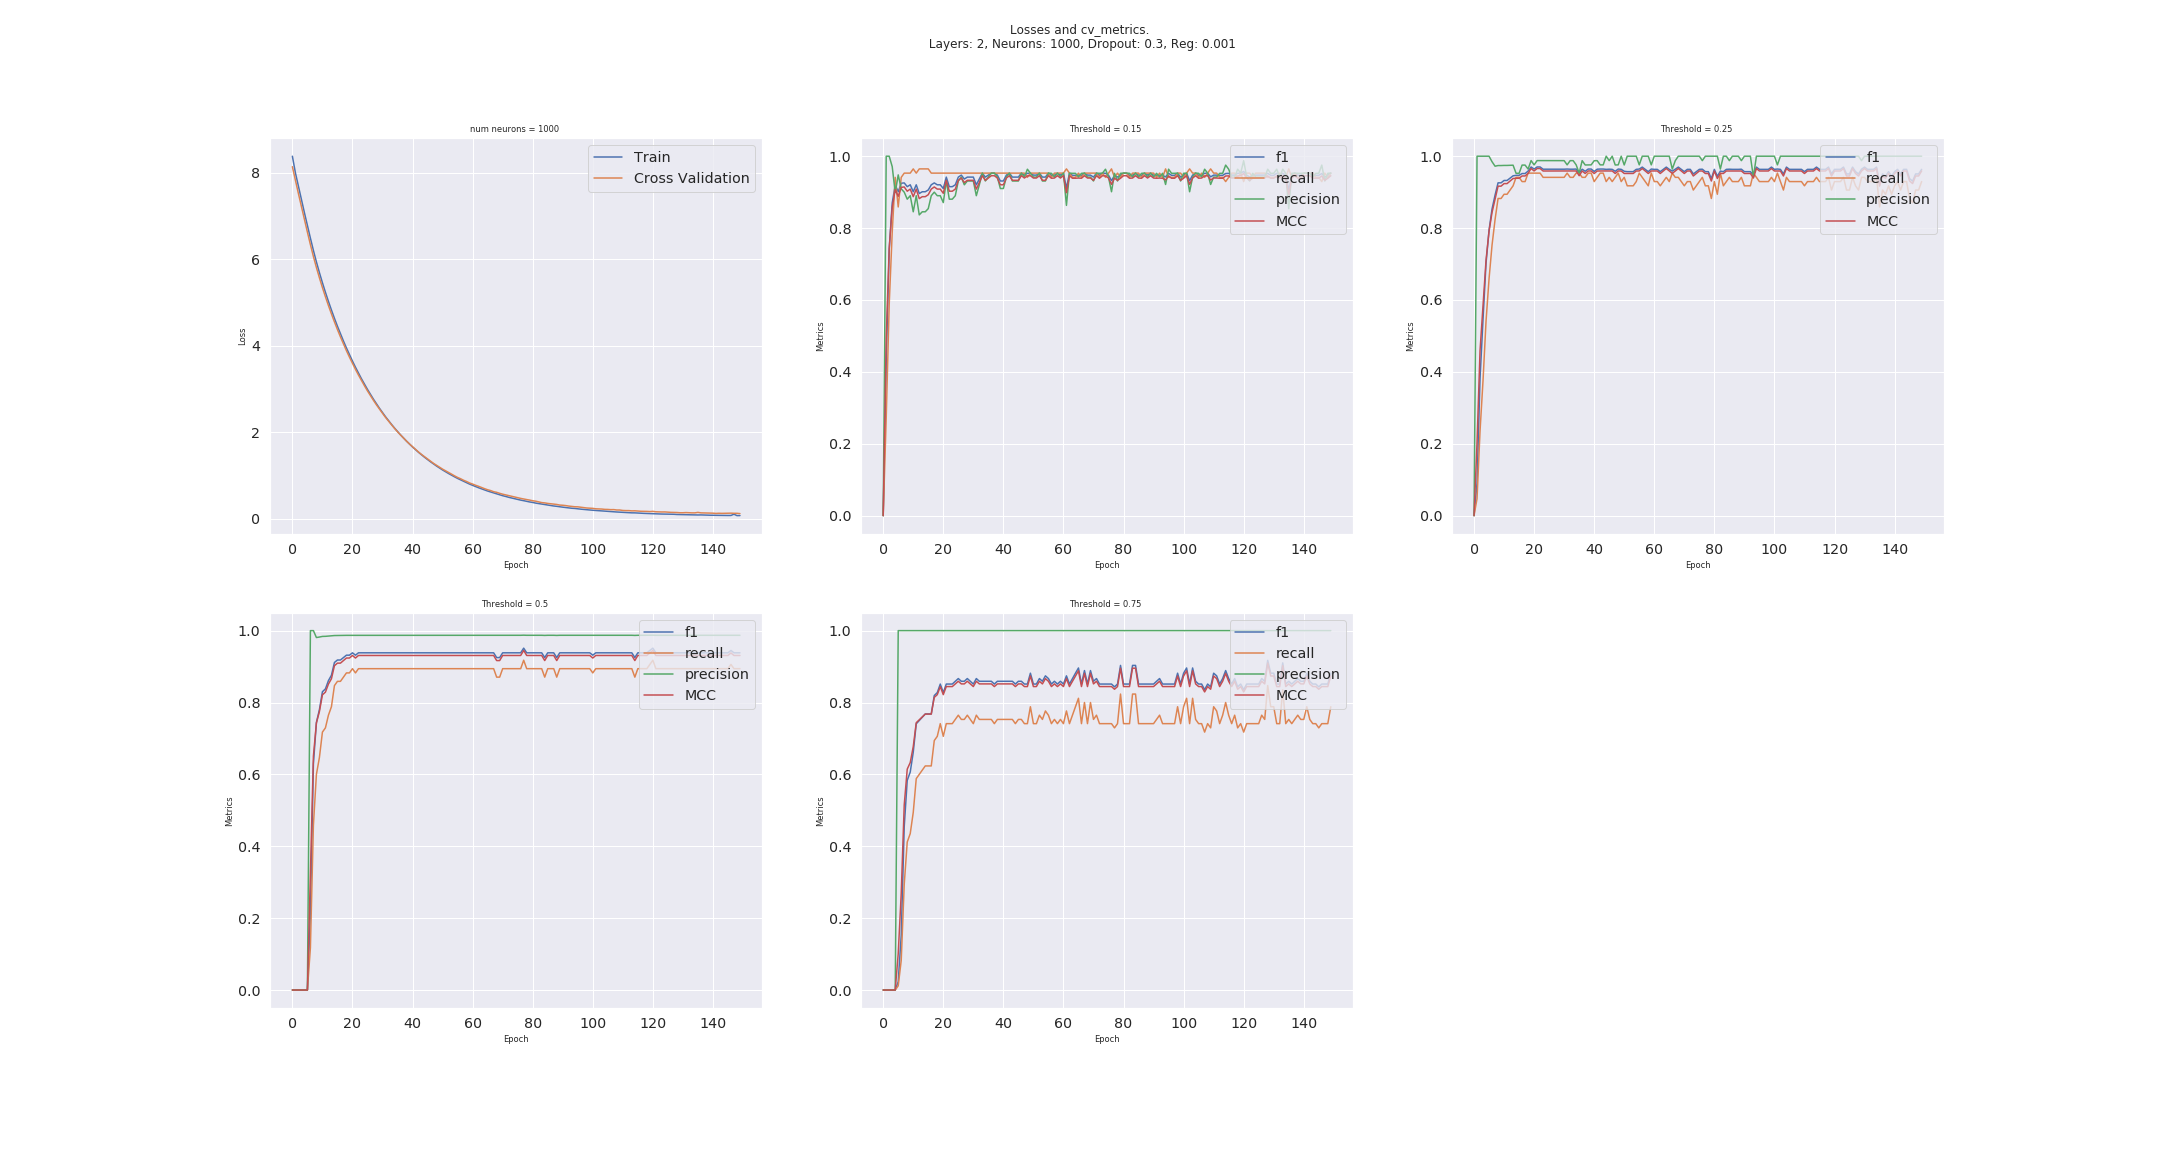 Losses and cv_metrics.
Layers: 2, Neurons: 1000, Dropout: 0.3, Reg: 0.001
num neurons = 1000
Train
Cross Validation
Loss
8
6
4
2
0
0 20 40 60 80 100 120 140
Epoch
Threshold = 0.15
f1
recall
precision
MCC
Metrics
1.0
0.8
0.6
0.4
0.2
0.0
0 20 40 60 80 100 120 140
Epoch
Threshold = 0.25
f1
recall
precision
MCC
Metrics
1.0
0.8
0.6
0.4
0.2
0.0
0 20 40 60 80 100 120 140
Epoch
Threshold = 0.5
f1
recall
precision
MCC
Metrics
1.0
0.8
0.6
0.4
0.2
0.0
0 20 40 60 80 100 120 140
Epoch
Threshold = 0.75
f1
recall
precision
MCC
Metrics
1.0
0.8
0.6
0.4
0.2
0.0
0 20 40 60 80 100 120 140
Epoch